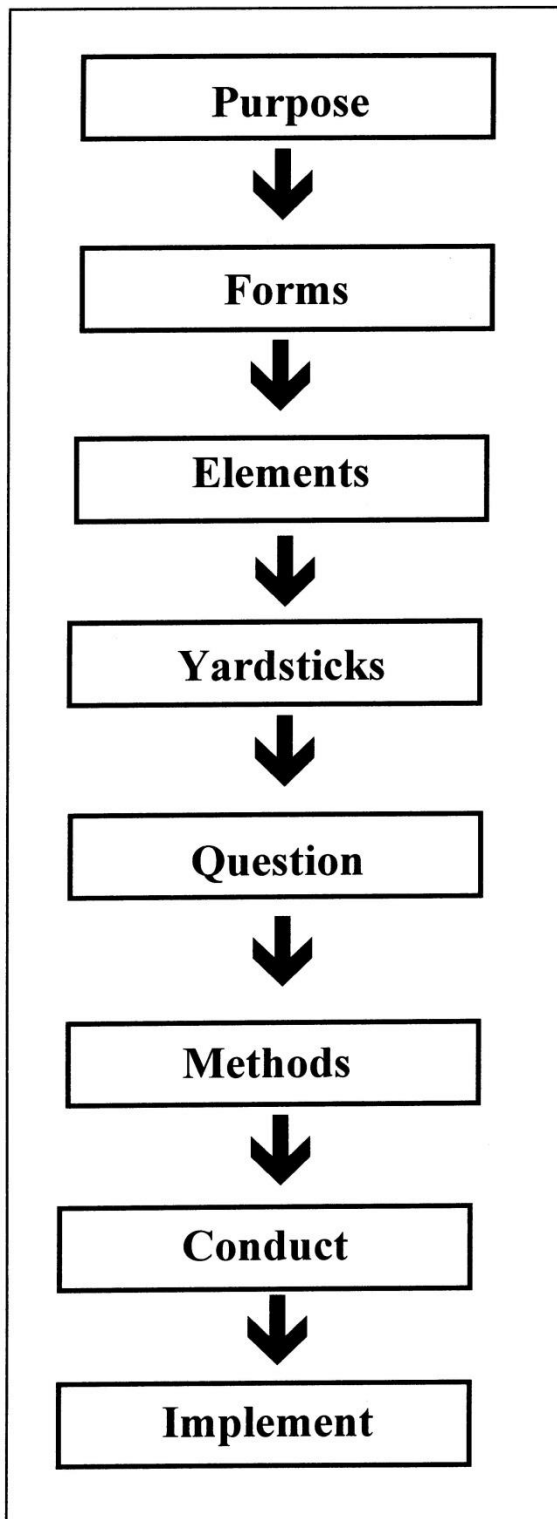 Purpose
Forms
Elements
Yardsticks
Question
Methods
Conduct
Implement